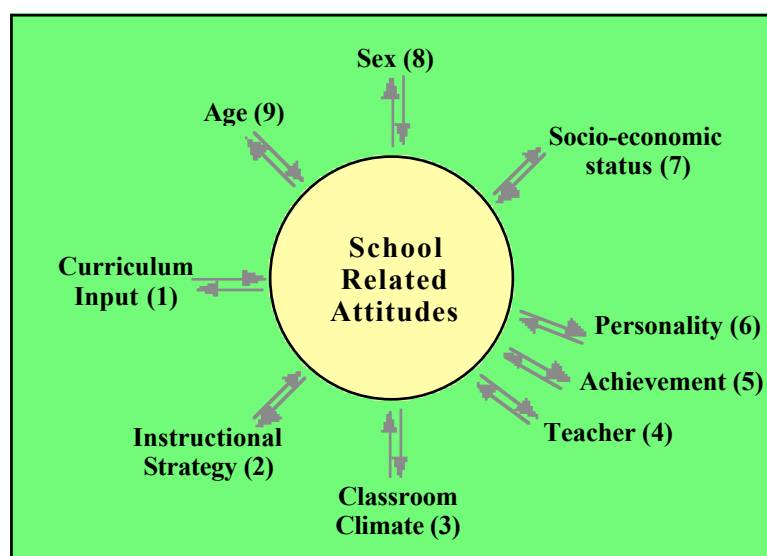 Sex (8)
Age (9)
Socio-economic
status (7)
School
Related
Attitudes
Curriculum
Input (1)
Personality (6)
Achievement (5)
Teacher (4)
Instructional
Strategy (2)
Classroom
Climate (3)